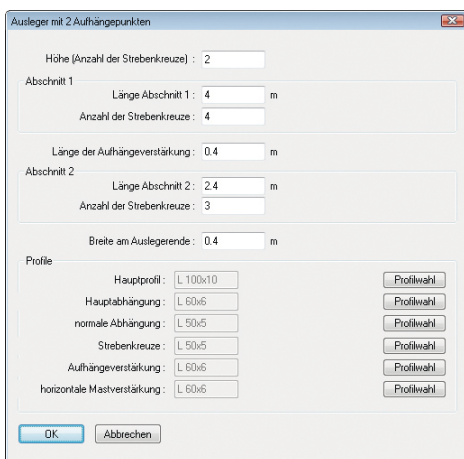 Ausleger mit 2 Aufhängepunkten
Höhe (Anzahl der Strebenkreuze) : 2
Abschnitt 1
Länge Abschnitt 1 : 4 m
Anzahl der Strebenkreuze : 4
Länge der Aufhängeverstärkung : 0.4 m
Abschnitt 2
Länge Abschnitt 2 : 2.4 m
Anzahl der Strebenkreuze : 3
Breite am Auslegerende : 0.4 m
Profile
Hauptprofil : L 100x10 Profilwahl
Hauptabhängung : L 60x6 Profilwahl
normale Abhängung : L 50x5 Profilwahl
Strebenkreuze : L 50x5 Profilwahl
Aufhängeverstärkung : L 60x6 Profilwahl
horizontale Mastverstärkung : L 60x6 Profilwahl
OK Abbrechen